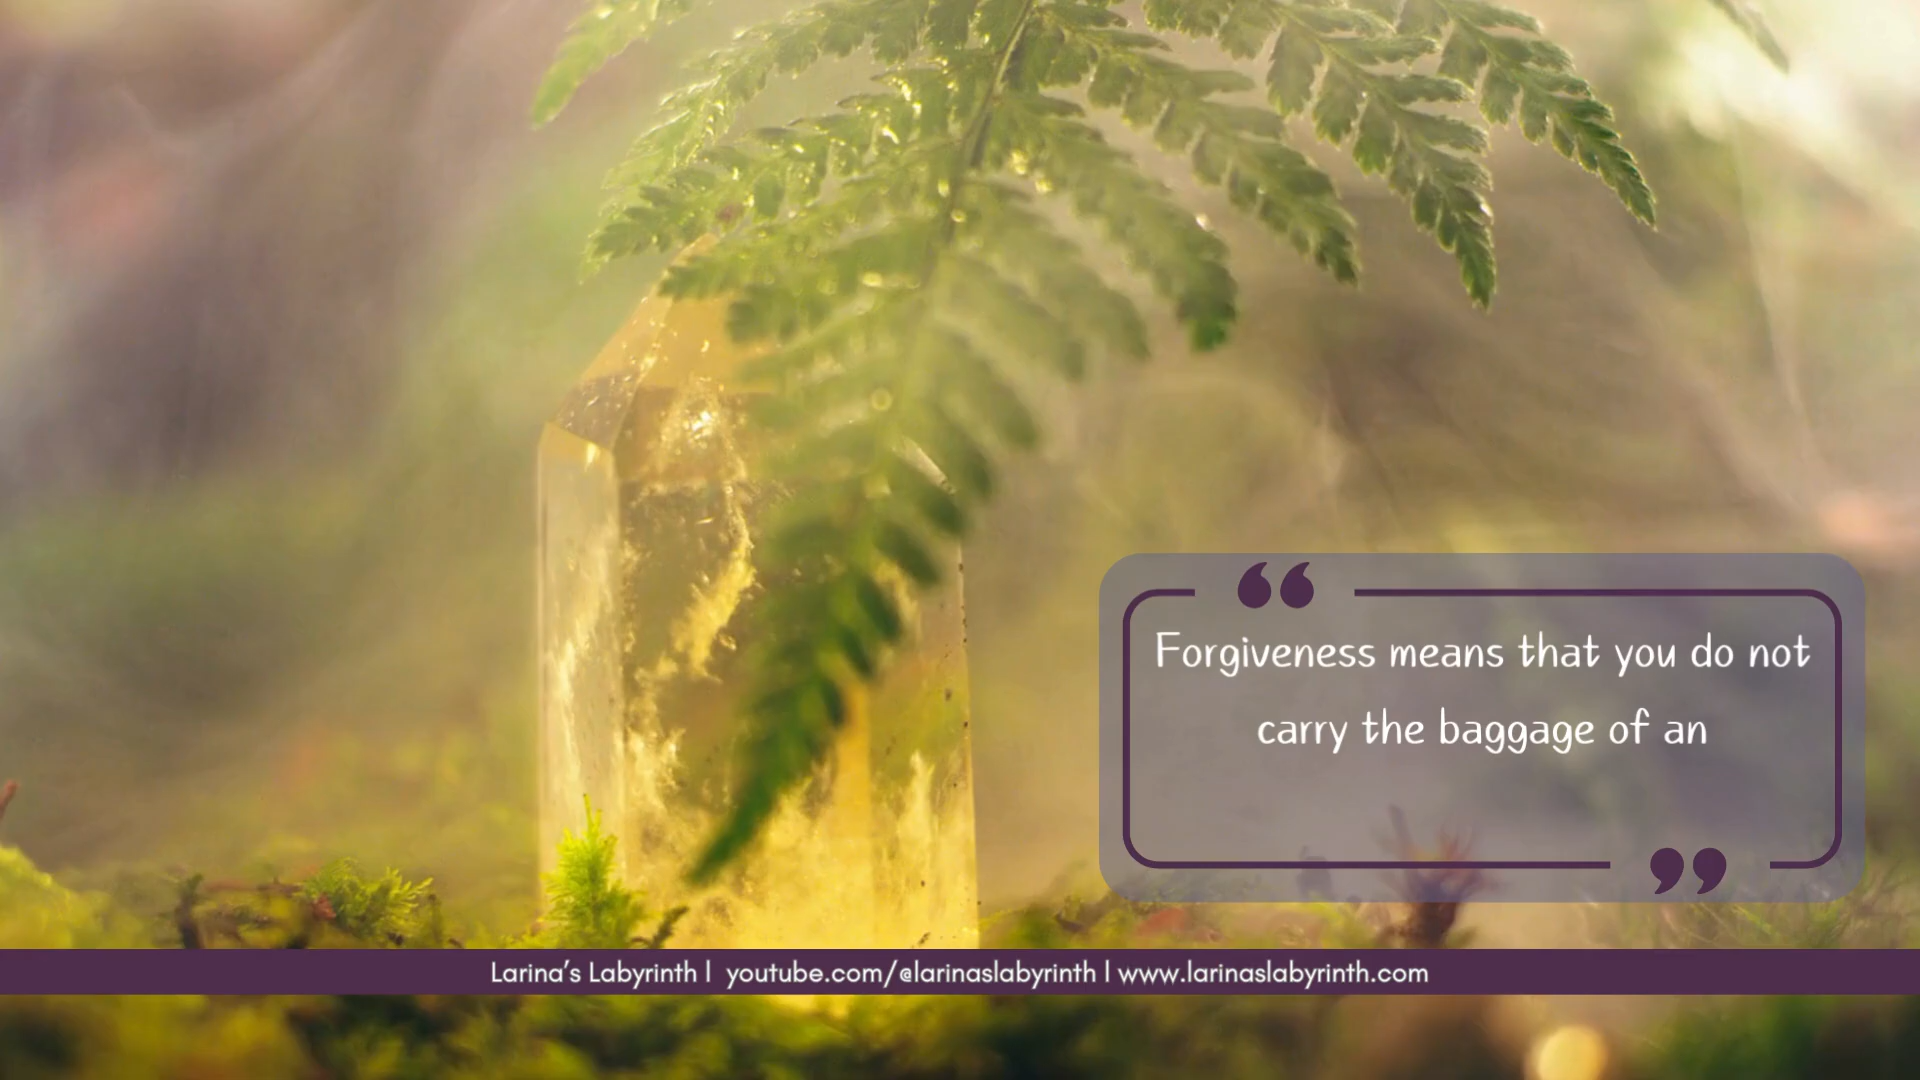 Forgiveness means that you do not
carry the baggage of an
Larina's Labyrinth | youtube.com/@larinaslabyrinth | www.larinaslabyrinth.com